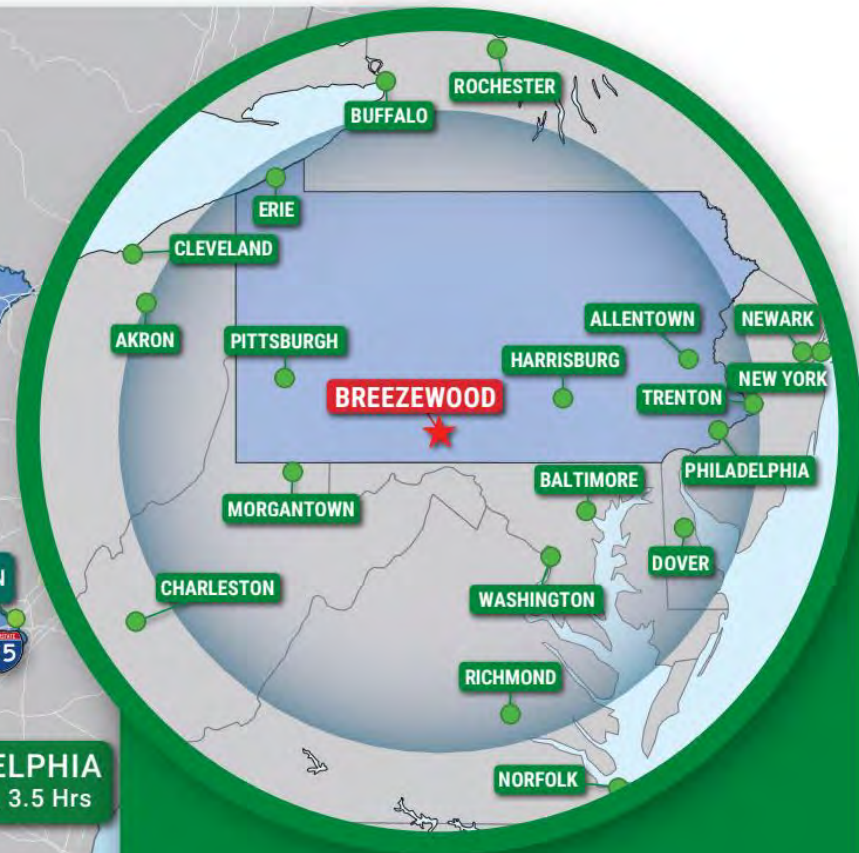 ROCHESTER
BUFFALO
ERIE
CLEVELAND
AKRON
PITTSBURGH
ALLENTOWN
NEWARK
HARRISBURG
NEW YORK
BREEZEWOOD
TRENTON
BALTIMORE
PHILADELPHIA
MORGANTOWN
DOVER
CHARLESTON
WASHINGTON
N
5
RICHMOND
ELPHIA
3.5 Hrs
NORFOLK